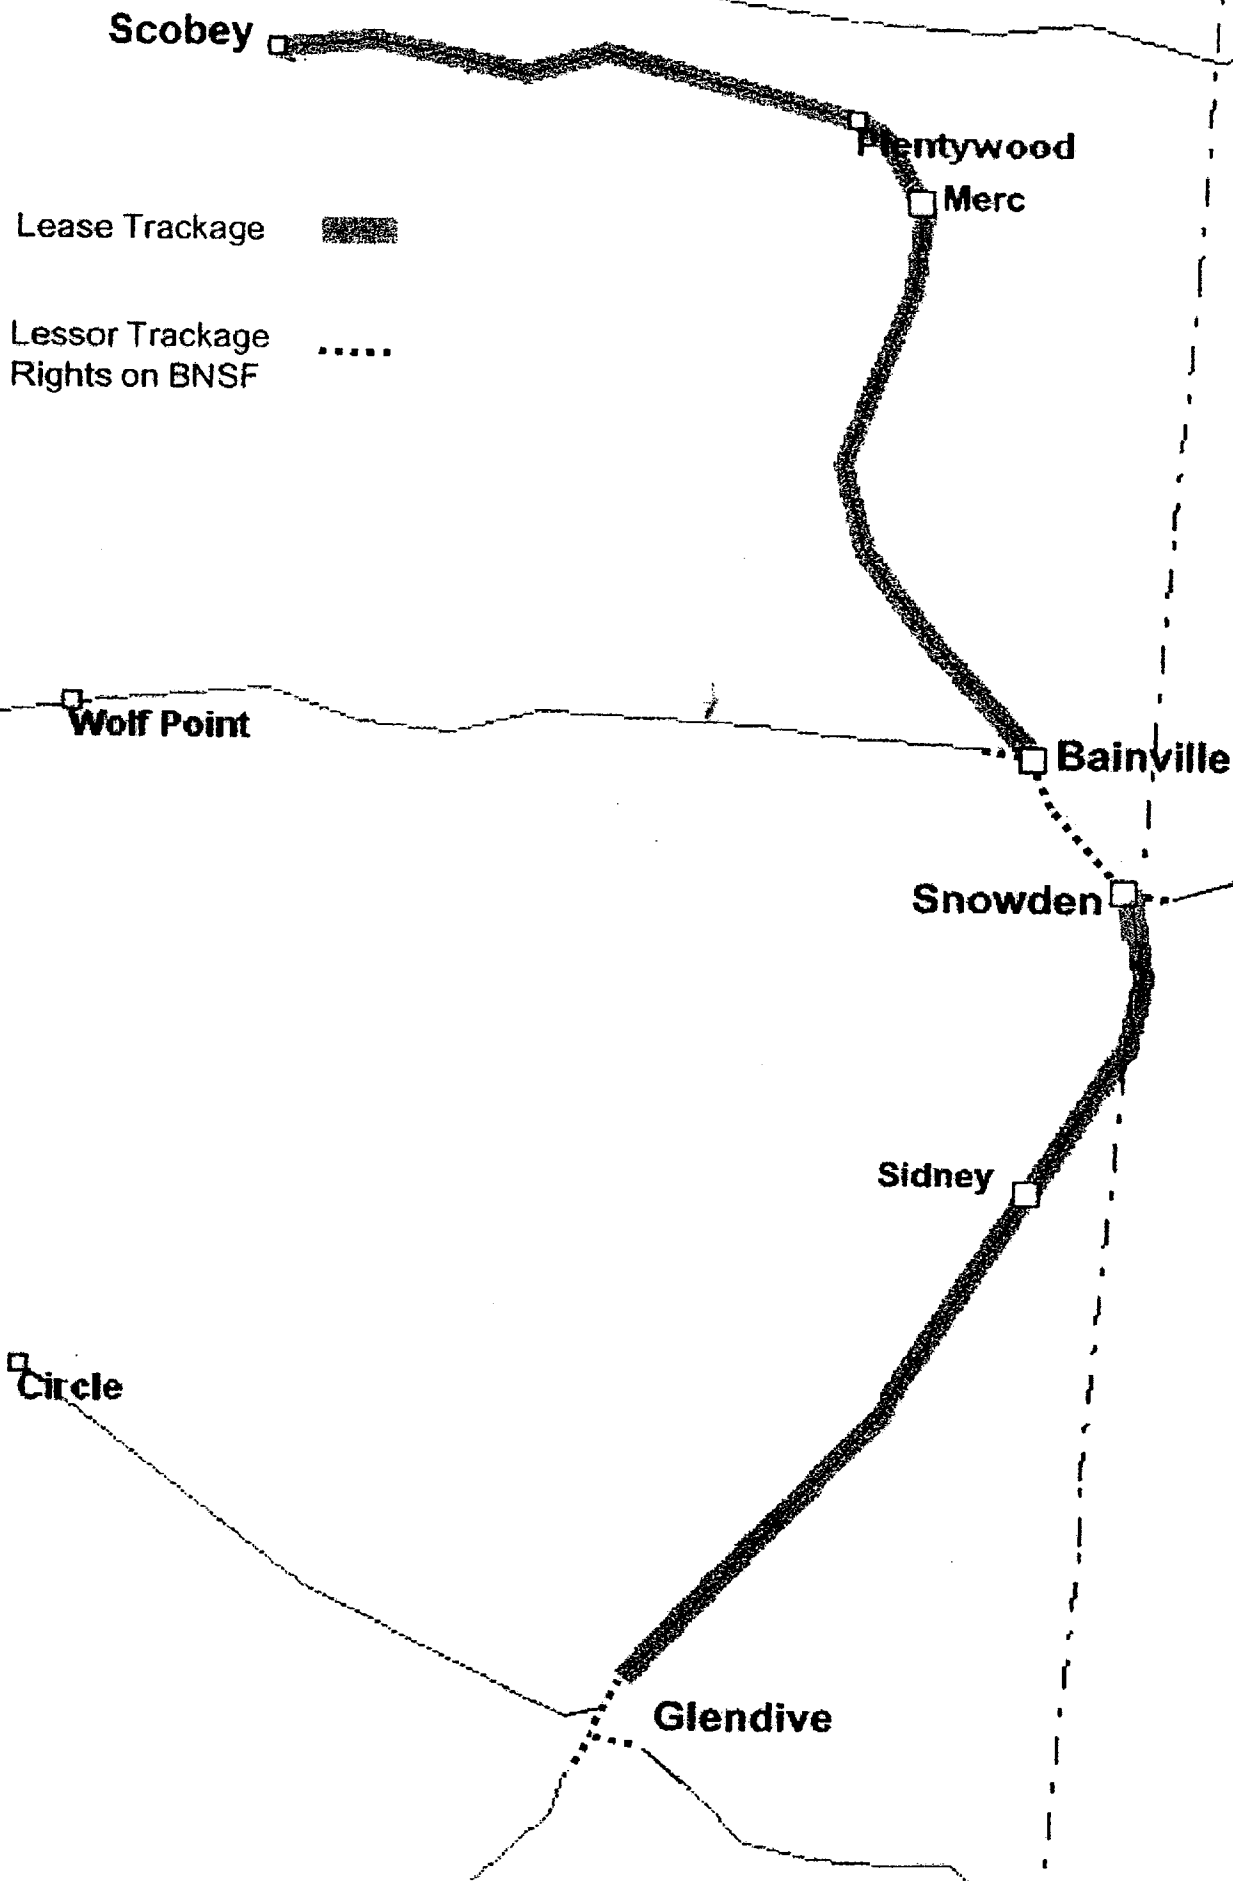 Scobey
Plentywood
Merc
Lease Trackage
Lessor Trackage
Rights on BNSF
Wolf Point
Bainville
Snowden
Sidney
Circle
Glendive